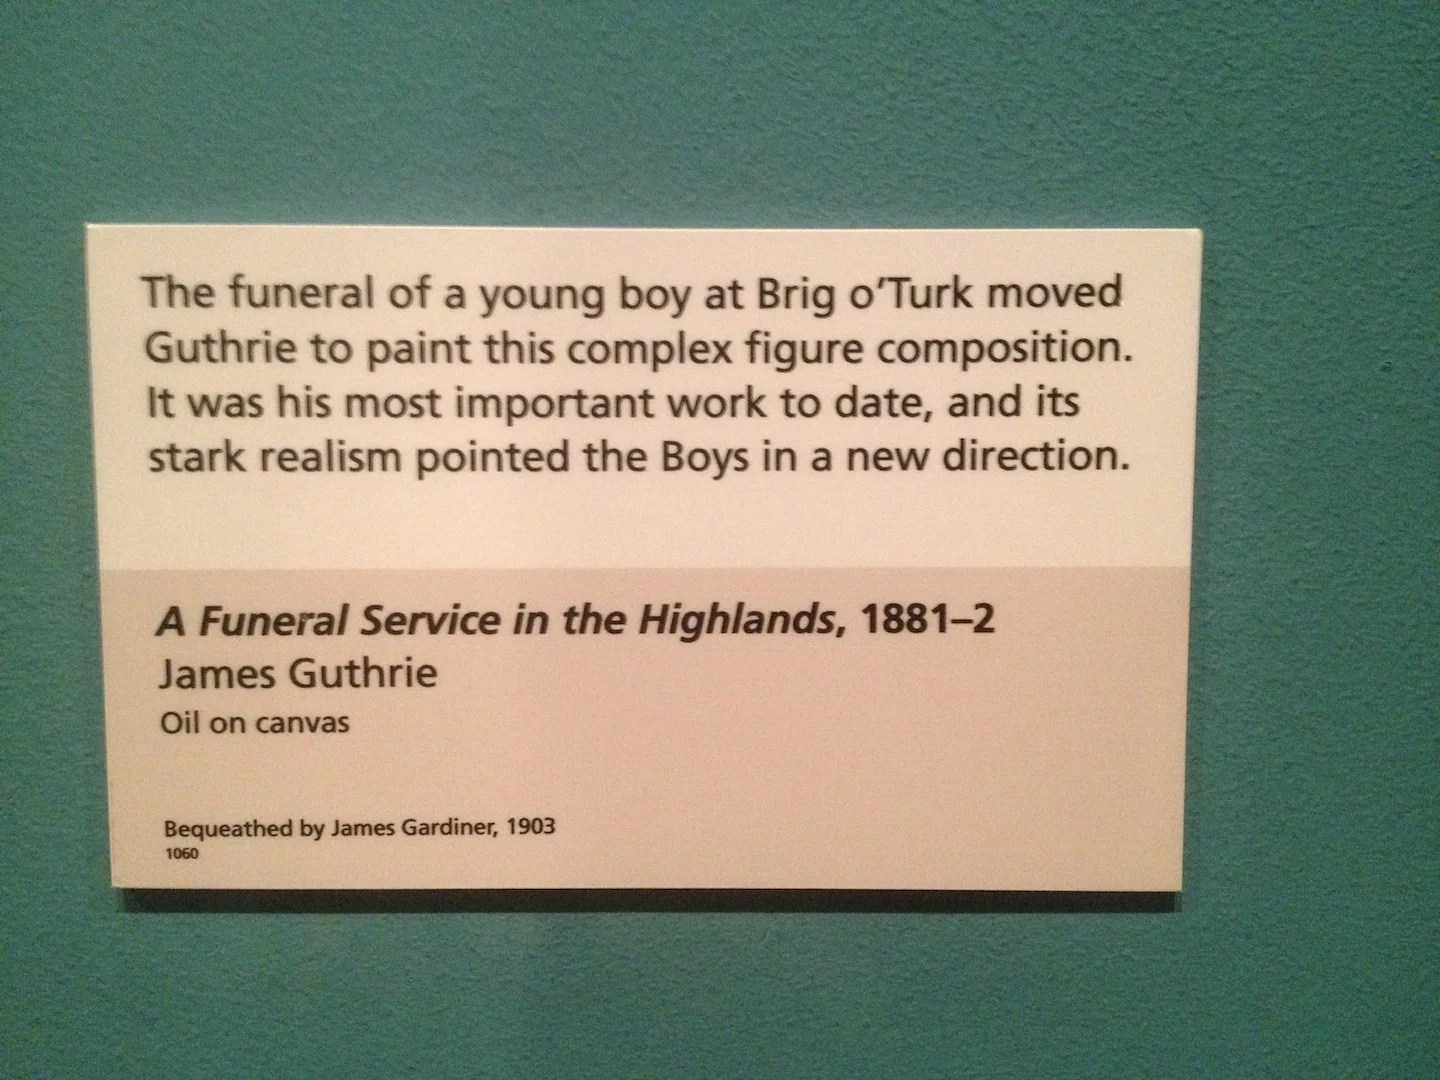 The funeral of a young boy at Brig o'Turk moved
Guthrie to paint this complex figure composition.
It was his most important work to date, and its
stark realism pointed the Boys in a new direction.
A Funeral Service in the Highlands, 1881–2
James Guthrie
Oil on canvas
Bequeathed by James Gardiner, 1903
1060